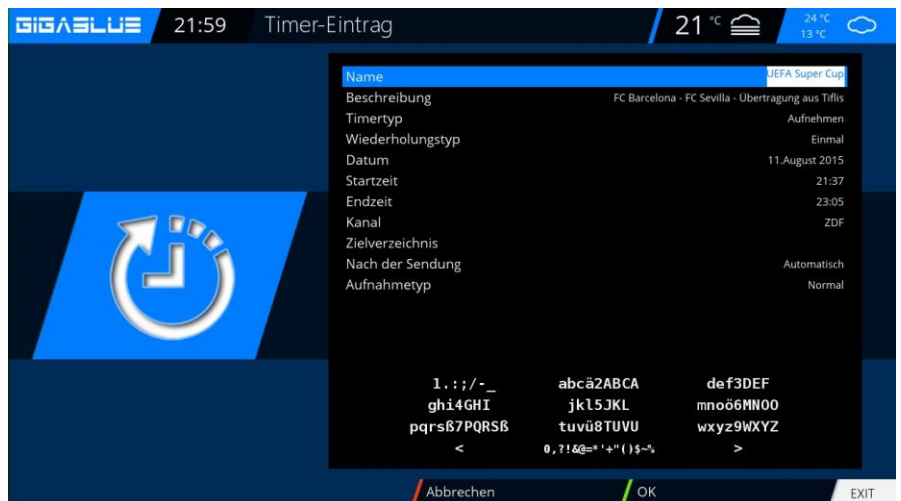 GIGABLUE 21:59 Timer-Eintrag 21 °C 24 °C
13 °C
Name UEFA Super Cup
Beschreibung FC Barcelona - FC Sevilla - Übertragung aus Tiflis
Timertyp Aufnehmen
Wiederholungstyp Einmal
Datum 11.August 2015
Startzeit 21:37
Endzeit 23:05
Kanal ZDF
Zielverzeichnis
Nach der Sendung Automatisch
Aufnahmetyp Normal
1.:;/-_ abcä2ABCA def3DEF
ghi4GHI jkl5JKL mnoö6MNOO
pqrsß7PQRSß tuvü8TUVU wxyz9WXYZ
< 0,?!&@=*'+"()$~% >
Abbrechen OK EXIT